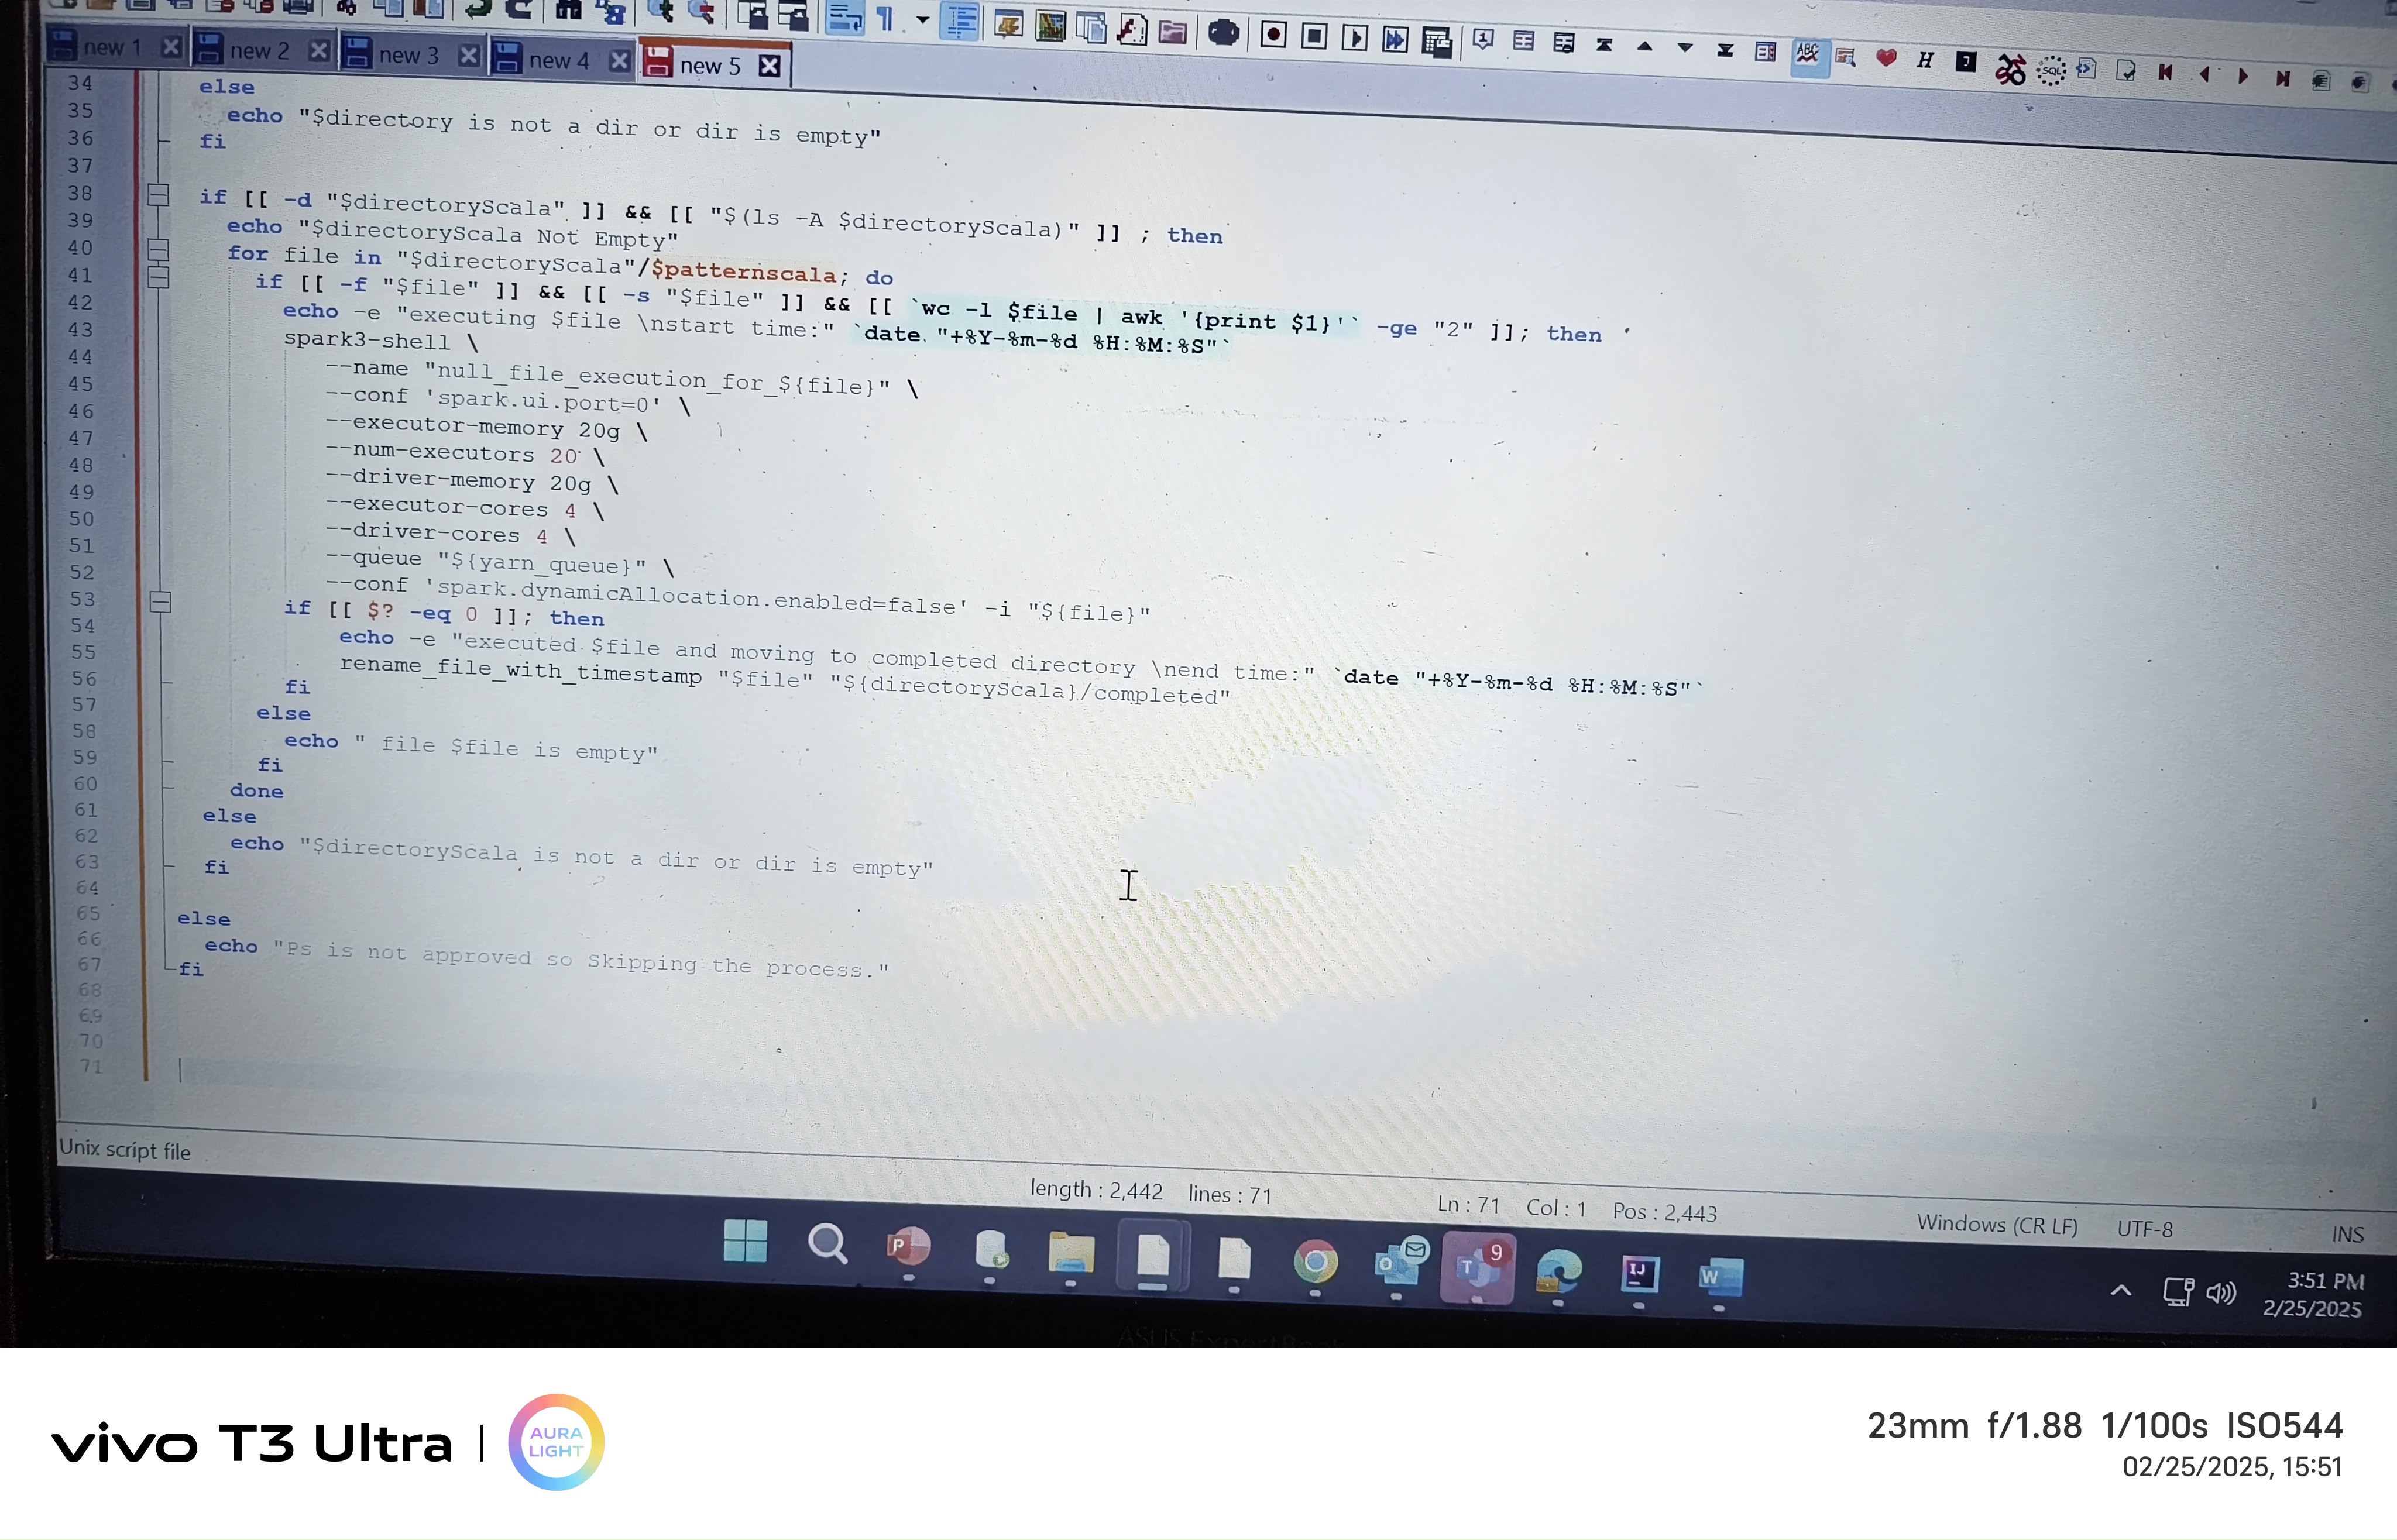 new 1 new 2 new 3 new 4 new 5
34 else
35 echo "$directory is not a dir or dir is empty"
36 fi
37
38 if [[ -d "$directoryScala" ]] && [[ "$(ls -A $directoryScala)" ]] ; then
39 echo "$directoryScala Not Empty"
40 for file in "$directoryScala"/$patternscala; do
41 if [[ -f "$file" ]] && [[ -s "$file" ]] && [[ `wc -l $file | awk '{print $1}'` -ge "2" ]]; then
42 echo -e "executing $file \nstart time:" `date "+%Y-%m-%d %H:%M:%S"`
43 spark3-shell \
44 --name "null_file_execution_for_${file}" \
45 --conf 'spark.ui.port=0' \
46 --executor-memory 20g \
47 --num-executors 20 \
48 --driver-memory 20g \
49 --executor-cores 4 \
50 --driver-cores 4 \
51 --queue "${yarn_queue}" \
52 --conf 'spark.dynamicAllocation.enabled=false' -i "${file}"
53 if [[ $? -eq 0 ]]; then
54 echo -e "executed $file and moving to completed directory \nend time:" `date "+%Y-%m-%d %H:%M:%S"`
55 rename_file_with_timestamp "$file" "${directoryScala}/completed"
56 fi
57 else
58 echo " file $file is empty"
59 fi
60 done
61 else
62 echo "$directoryScala is not a dir or dir is empty"
63 fi
64
65 else
66 echo "Ps is not approved so Skipping the process."
67 fi
68
69
70
71
Unix script file length : 2,442 lines : 71 Ln : 71 Col : 1 Pos : 2,443 Windows (CR LF) UTF-8 INS
9
3:51 PM
2/25/2025
vivo T3 Ultra | AURA LIGHT
23mm f/1.88 1/100s ISO544
02/25/2025, 15:51